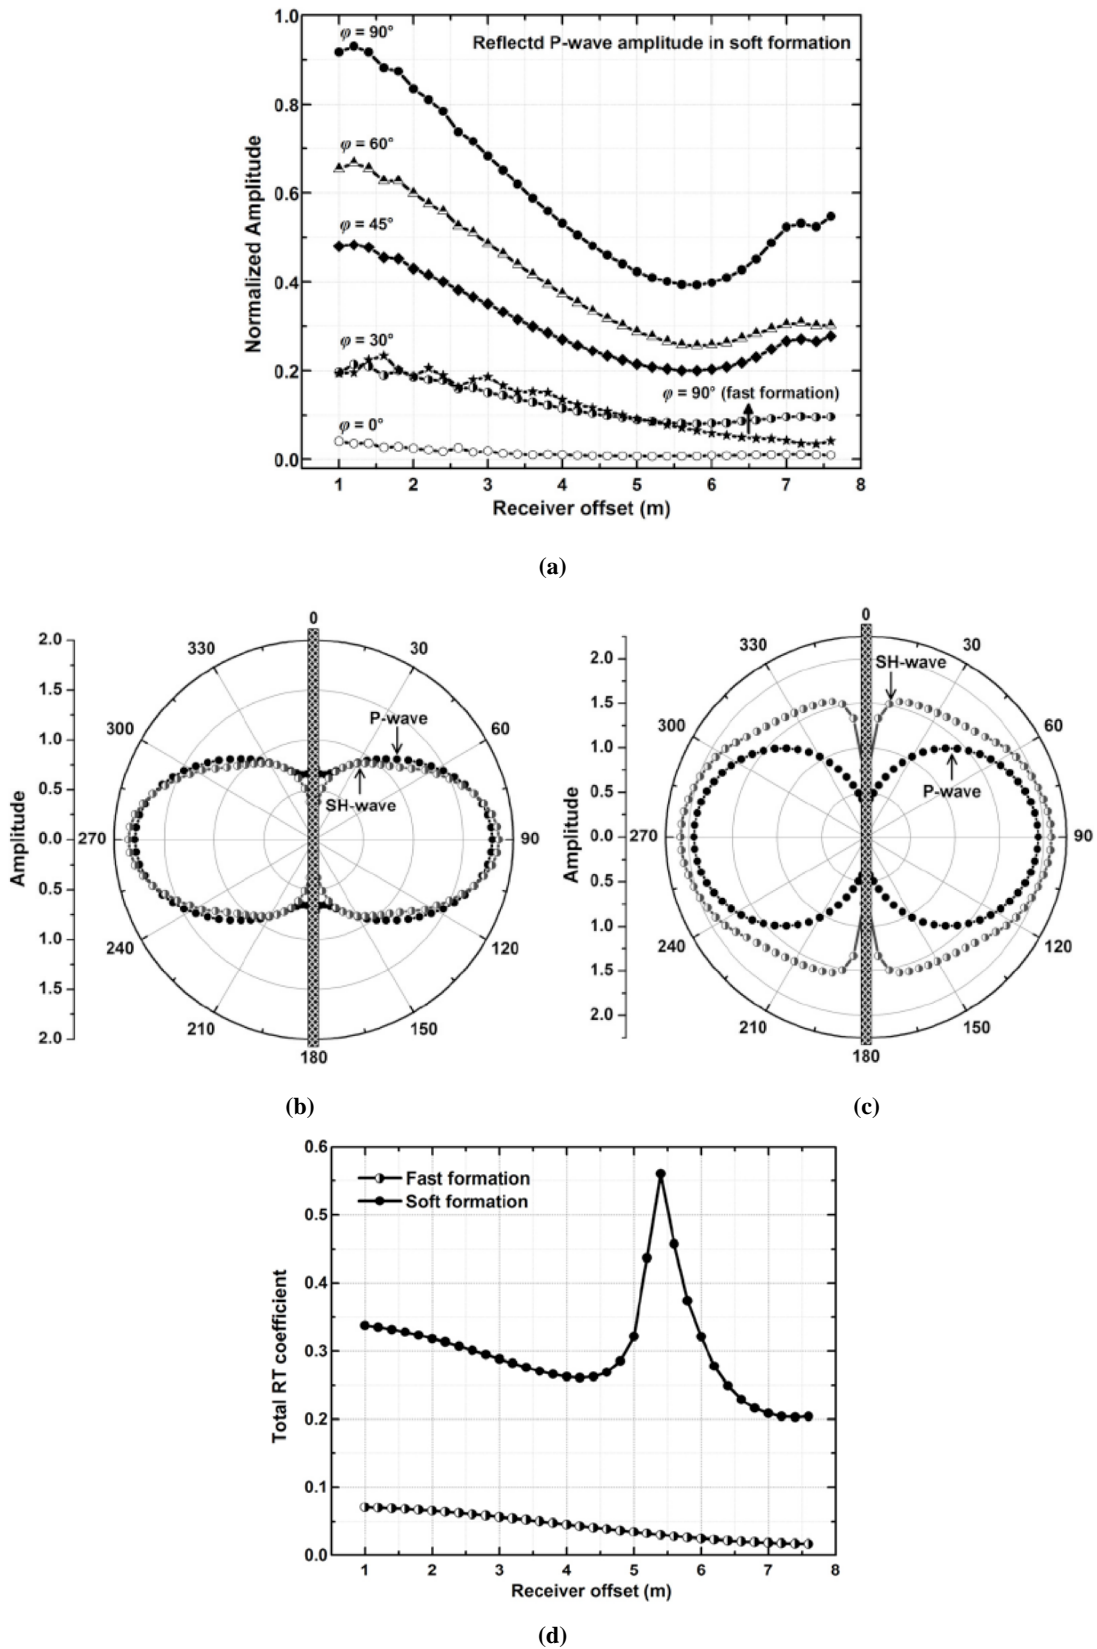 1.0
φ = 90°
Reflectd P-wave amplitude in soft formation
0.8
φ = 60°
0.6
φ = 45°
0.4
φ = 30°
0.2
φ = 90° (fast formation)
φ = 0°
0.0
Normalized Amplitude
1 2 3 4 5 6 7 8
Receiver offset (m)
(a)
0
2.0
330 30
1.5
P-wave
300 60
1.0
SH-wave
0.5
Amplitude
0.0 270 90
0.5
1.0
240 120
1.5
210 150
2.0
180
(b)
0
2.0
330 30
SH-wave
1.5
300 60
1.0
P-wave
0.5
Amplitude
0.0 270 90
0.5
1.0
240 120
1.5
210 150
2.0
180
(c)
0.6
Fast formation
Soft formation
0.5
0.4
0.3
0.2
0.1
0.0
Total RT coefficient
1 2 3 4 5 6 7 8
Receiver offset (m)
(d)